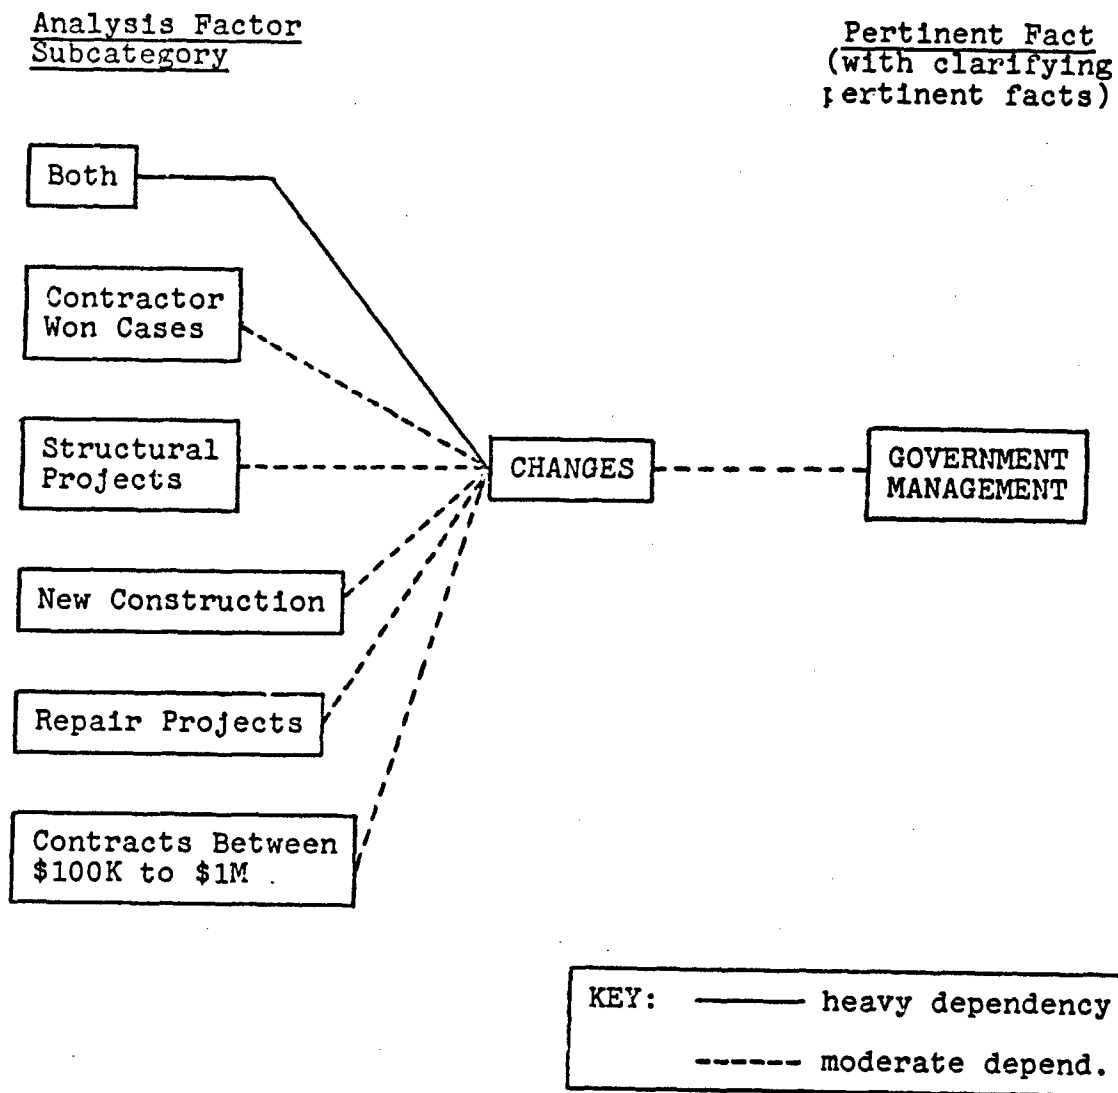 Analysis Factor
Subcategory
Pertinent Fact
(with clarifying
pertinent facts)
Both
Contractor
Won Cases
Structural
Projects
CHANGES
GOVERNMENT
MANAGEMENT
New Construction
Repair Projects
Contracts Between
$100K to $1M
KEY: heavy dependency
moderate depend.